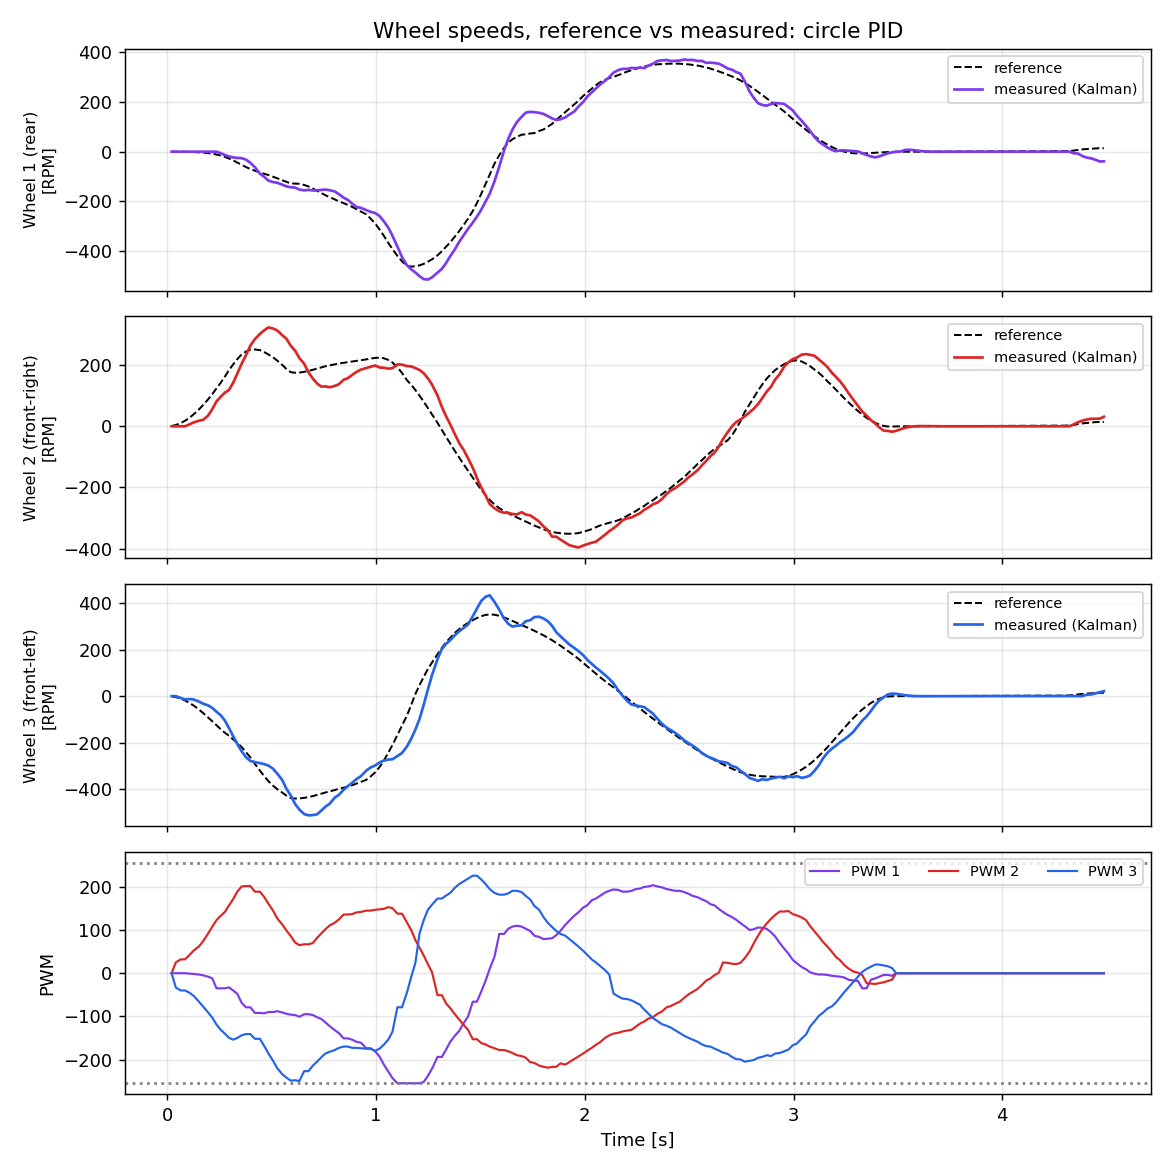 Wheel speeds, reference vs measured: circle PID
Wheel 1 (rear)
[RPM]
400
200
0
−200
−400
reference
measured (Kalman)
Wheel 2 (front-right)
[RPM]
200
0
−200
−400
reference
measured (Kalman)
Wheel 3 (front-left)
[RPM]
400
200
0
−200
−400
reference
measured (Kalman)
PWM
200
100
0
−100
−200
PWM 1 PWM 2 PWM 3
0 1 2 3 4
Time [s]